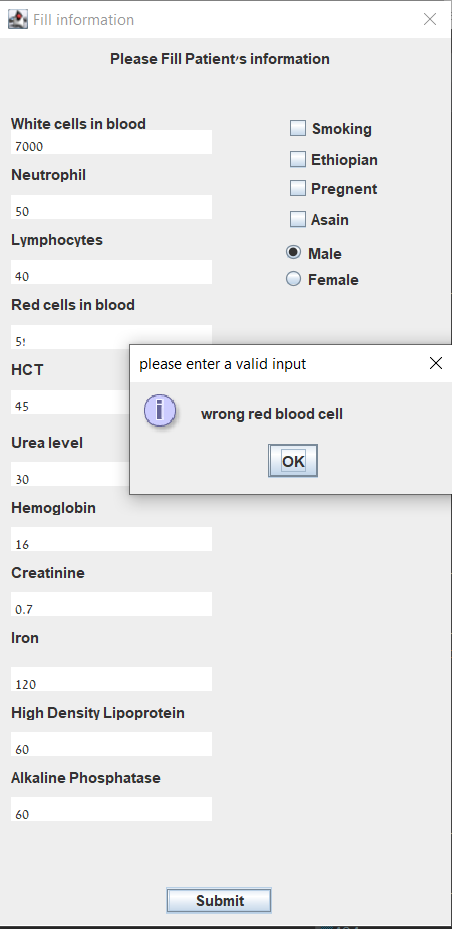 Fill information
Please Fill Patient's information
White cells in blood
7000
Neutrophil
50
Lymphocytes
40
Red cells in blood
5!
HCT
45
Urea level
30
Hemoglobin
16
Creatinine
0.7
Iron
120
High Density Lipoprotein
60
Alkaline Phosphatase
60
Smoking
Ethiopian
Pregnent
Asain
Male
Female
please enter a valid input
wrong red blood cell
OK
Submit